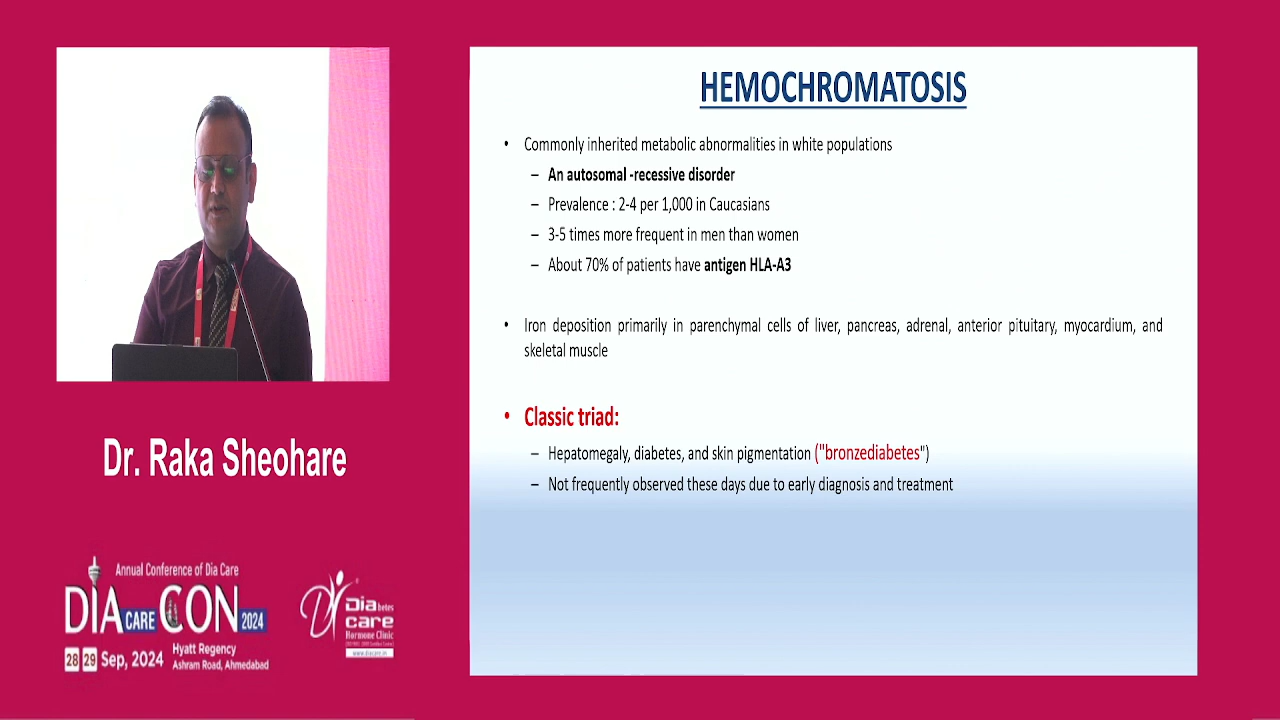 HEMOCHROMATOSIS
• Commonly inherited metabolic abnormalities in white populations
– An autosomal -recessive disorder
– Prevalence : 2-4 per 1,000 in Caucasians
– 3-5 times more frequent in men than women
– About 70% of patients have antigen HLA-A3
• Iron deposition primarily in parenchymal cells of liver, pancreas, adrenal, anterior pituitary, myocardium, and
skeletal muscle
• Classic triad:
– Hepatomegaly, diabetes, and skin pigmentation ("bronzediabetes")
– Not frequently observed these days due to early diagnosis and treatment
Dr. Raka Sheohare
Annual Conference of Dia Care
DIA CARE CON 2024
28 29 Sep, 2024
Hyatt Regency
Ashram Road, Ahmedabad
Diabetes
care
Hormone Clinic
www.diacare.in